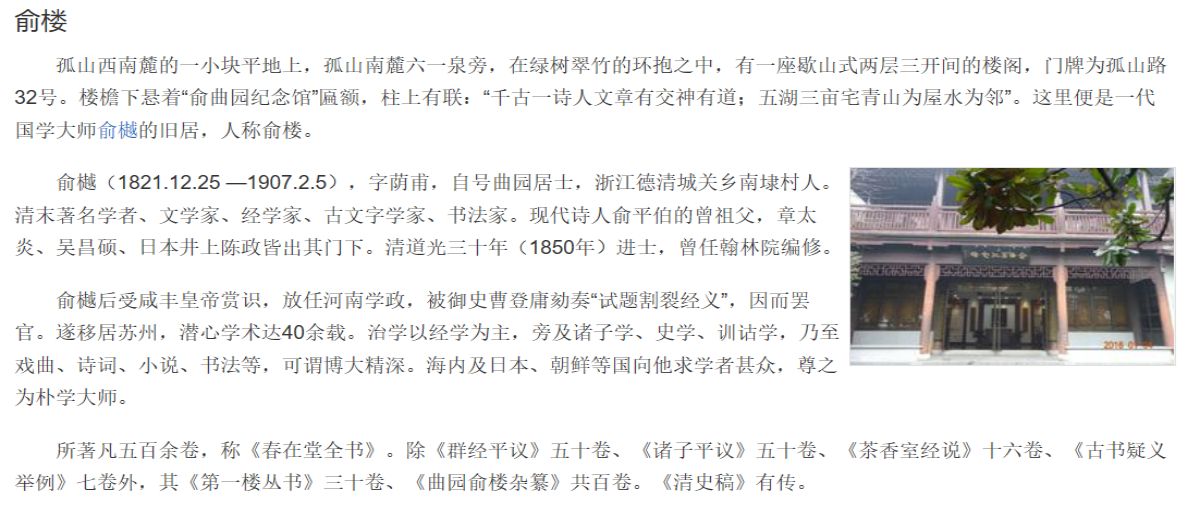 俞楼
孤山西南麓的一小块平地上，孤山南麓六一泉旁，在绿树翠竹的环抱之中，有一座歇山式两层三开间的楼阁，门牌为孤山路
32号。楼檐下悬着“俞曲园纪念馆”匾额，柱上有联：“千古一诗人文章有交神有道；五湖三亩宅青山为屋水为邻”。这里便是一代
国学大师俞樾的旧居，人称俞楼。
俞樾（1821.12.25 —1907.2.5），字荫甫，自号曲园居士，浙江德清城关乡南埭村人。
清末著名学者、文学家、经学家、古文字学家、书法家。现代诗人俞平伯的曾祖父，章太
炎、吴昌硕、日本井上陈政皆出其门下。清道光三十年（1850年）进士，曾任翰林院编修。
俞樾后受咸丰皇帝赏识，放任河南学政，被御史曹登庸劾奏“试题割裂经义”，因而罢
官。遂移居苏州，潜心学术达40余载。治学以经学为主，旁及诸子学、史学、训诂学，乃至
戏曲、诗词、小说、书法等，可谓博大精深。海内及日本、朝鲜等国向他求学者甚众，尊之
为朴学大师。
所著凡五百余卷，称《春在堂全书》。除《群经平议》五十卷、《诸子平议》五十卷、《茶香室经说》十六卷、《古书疑义
举例》七卷外，其《第一楼丛书》三十卷、《曲园俞楼杂纂》共百卷。《清史稿》有传。